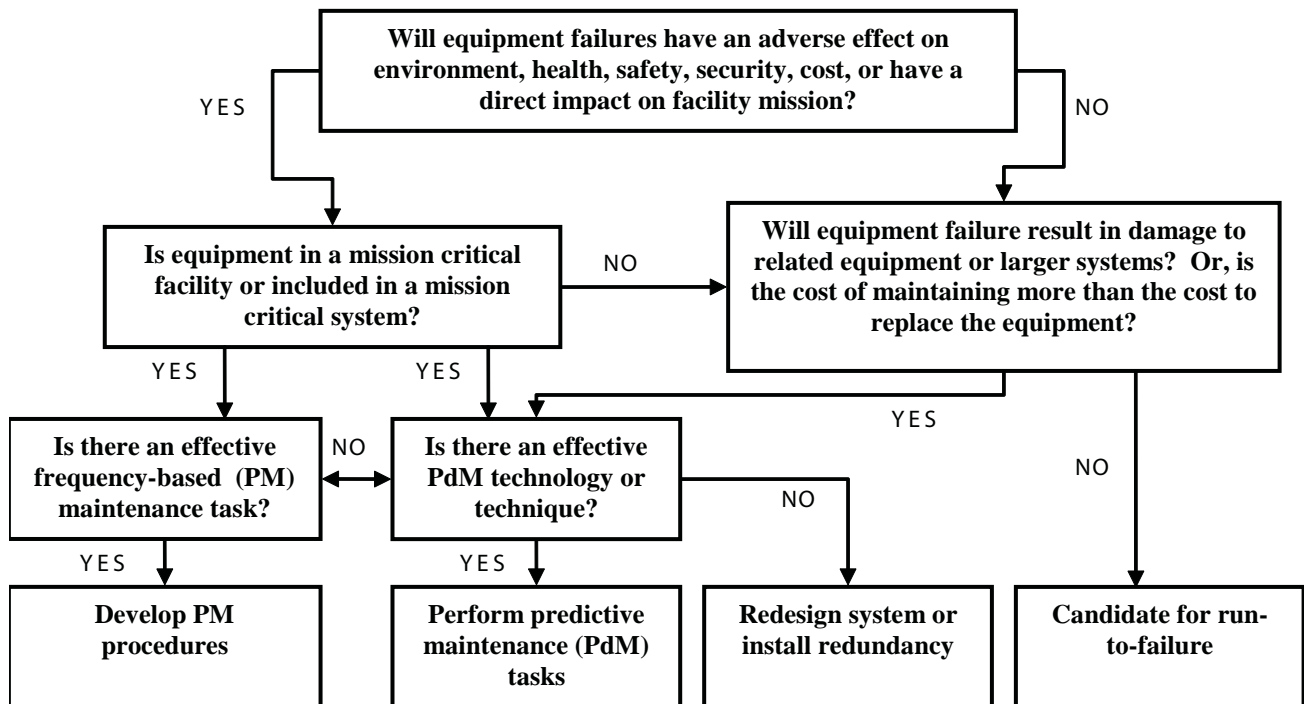 Will equipment failures have an adverse effect on
environment, health, safety, security, cost, or have a
direct impact on facility mission?
YES
NO
Is equipment in a mission critical
facility or included in a mission
critical system?
NO
Will equipment failure result in damage to
related equipment or larger systems?  Or, is
the cost of maintaining more than the cost to
replace the equipment?
YES
YES
YES
NO
Is there an effective
frequency-based  (PM)
maintenance task?
NO
Is there an effective
PdM technology or
technique?
NO
YES
YES
Develop PM
procedures
Perform predictive
maintenance (PdM)
tasks
Redesign system or
install redundancy
Candidate for run-
to-failure